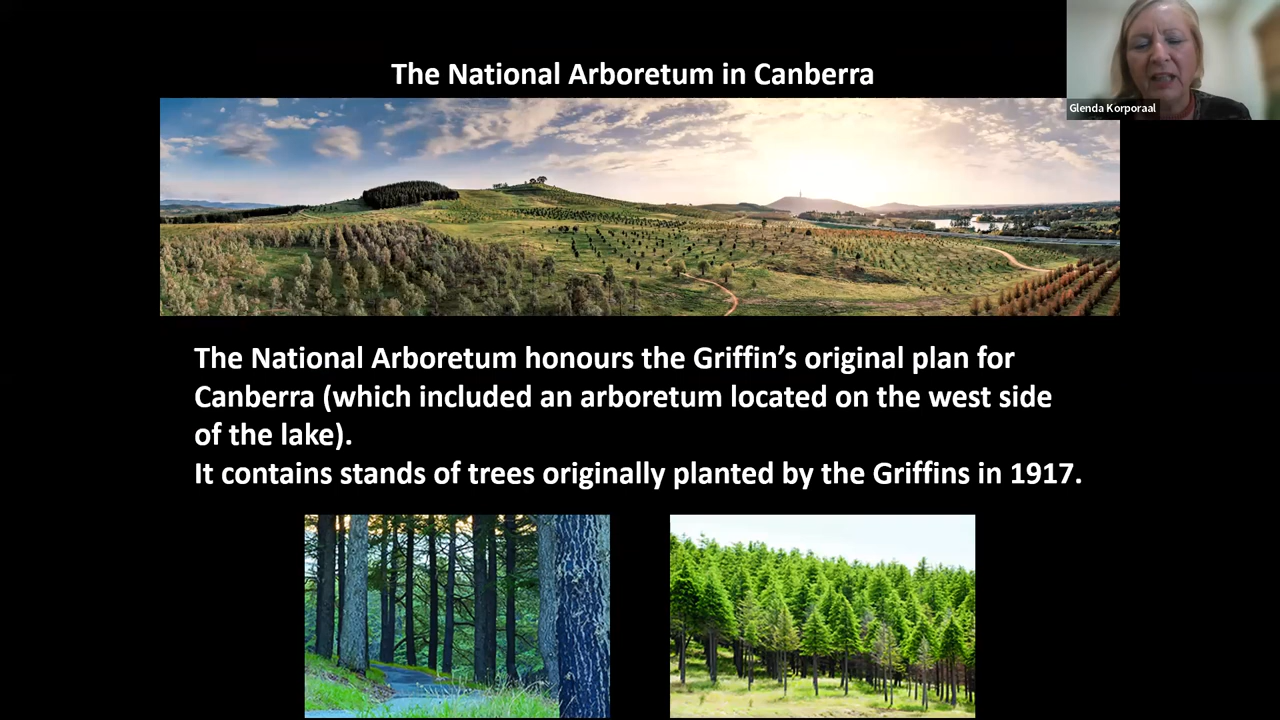 The National Arboretum in Canberra
Glenda Korporaal
The National Arboretum honours the Griffin’s original plan for
Canberra (which included an arboretum located on the west side
of the lake).
It contains stands of trees originally planted by the Griffins in 1917.